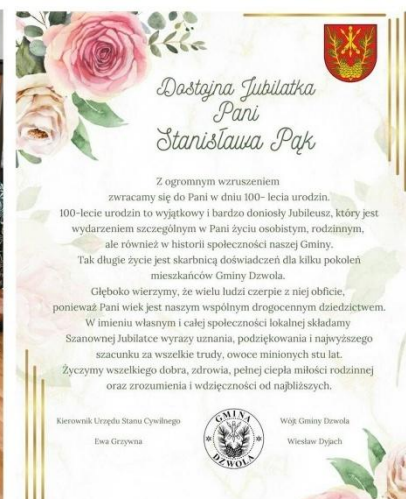 Dostojna Jubilatka
Pani
Stanisława Pąk
Z ogromnym wzruszeniem
zwracamy się do Pani w dniu 100- lecia urodzin.
100-lecie urodzin to wyjątkowy i bardzo doniosły Jubileusz, który jest
wydarzeniem szczególnym w Pani życiu osobistym, rodzinnym,
ale również w historii społeczności naszej Gminy.
Tak długie życie jest skarbnicą doświadczeń dla kilku pokoleń
mieszkańców Gminy Dzwola.
Głęboko wierzymy, że wielu ludzi czerpie z niej obficie,
ponieważ Pani wiek jest naszym wspólnym drogocennym dziedzictwem.
W imieniu własnym i całej społeczności lokalnej składamy
Szanownej Jubilatce wyrazy uznania, podziękowania i najwyższego
szacunku za wszelkie trudy, owoce minionych stu lat.
Życzymy wszelkiego dobra, zdrowia, pełnej ciepła miłości rodzinnej
oraz zrozumienia i wdzięczności od najbliższych.
Kierownik Urzędu Stanu Cywilnego
Ewa Grzywna
GMINA
DZWOLA
Wójt Gminy Dzwola
Wiesław Dyjach